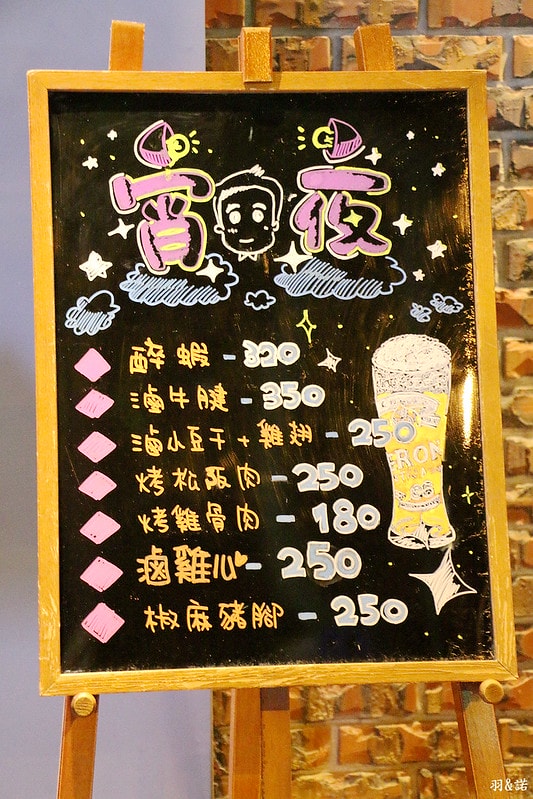 宵夜
醉蝦 - 320
滷牛腱 - 350
滷小豆干+雞翅 - 250
烤松阪肉 - 250
烤雞骨肉 - 180
滷雞心 - 250
椒麻豬腳 - 250
羽&諾